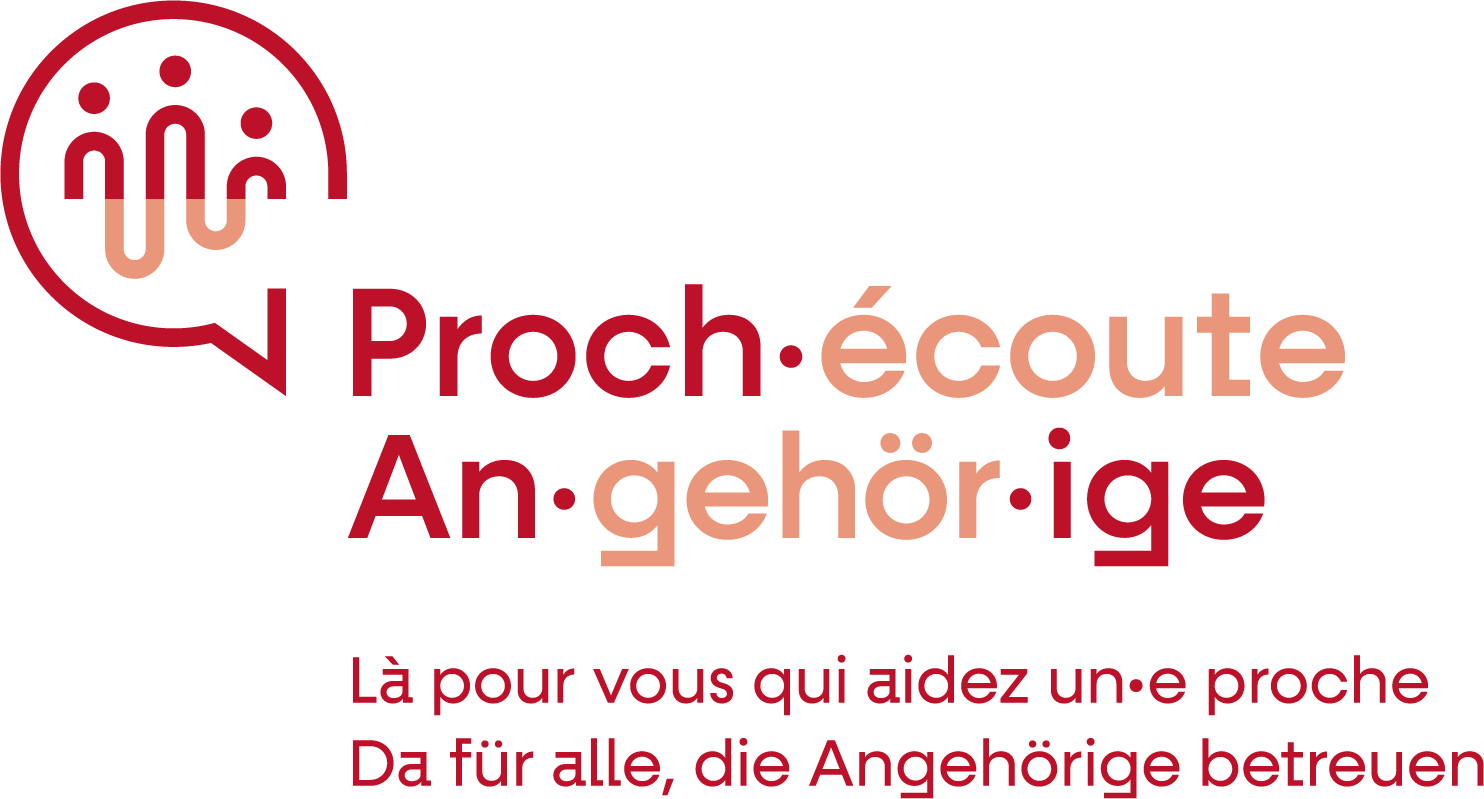 Proch•écoute
An•gehör•ige
Là pour vous qui aidez un•e proche
Da für alle, die Angehörige betreuen